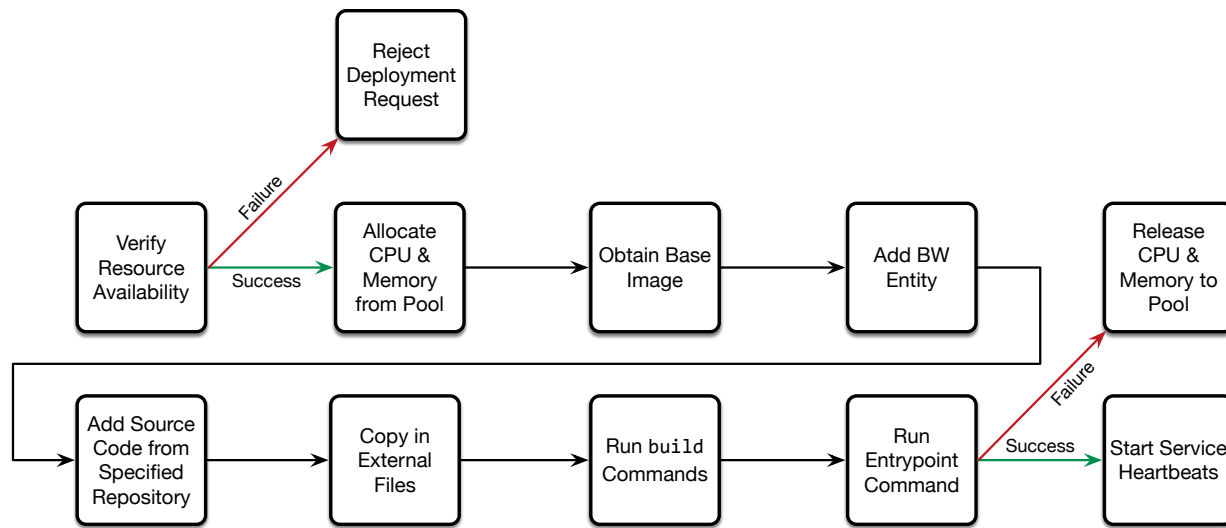 Reject
Deployment
Request
Failure
Verify
Resource
Availability
Success
Allocate
CPU &
Memory
from Pool
Obtain Base
Image
Add BW
Entity
Release
CPU &
Memory to
Pool
Failure
Add Source
Code from
Specified
Repository
Copy in
External
Files
Run build
Commands
Run
Entrypoint
Command
Success
Start Service
Heartbeats